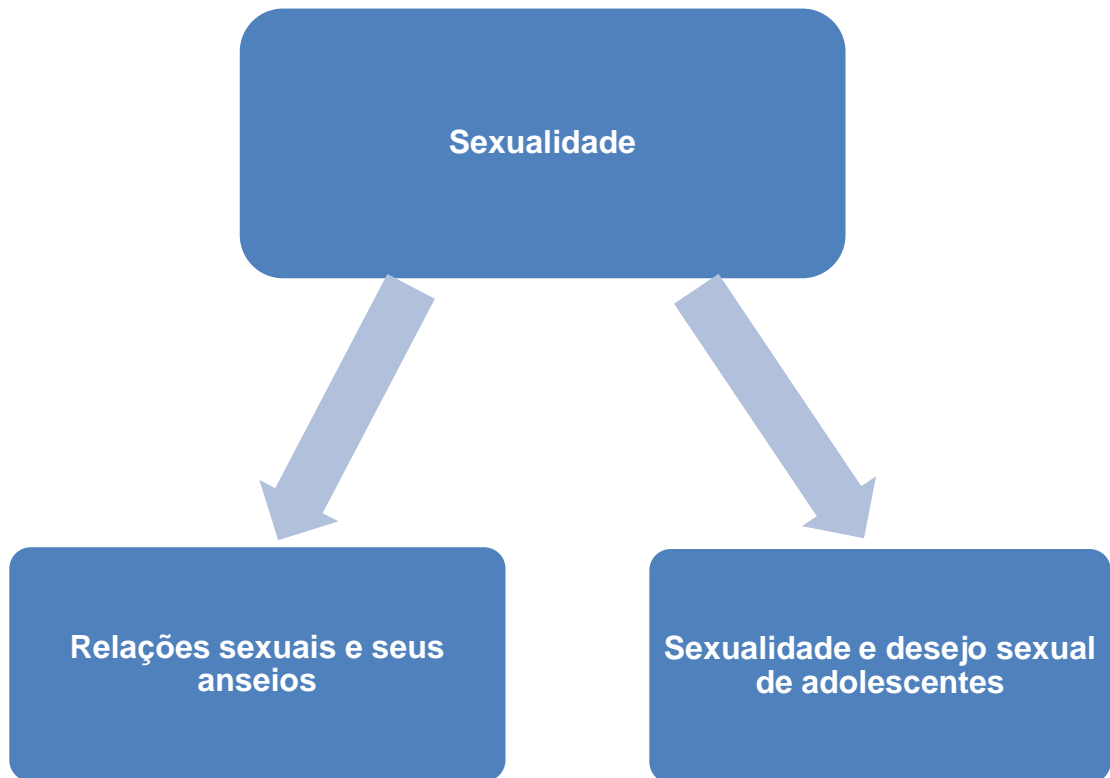 Sexualidade
Relações sexuais e seus
anseios
Sexualidade e desejo sexual
de adolescentes